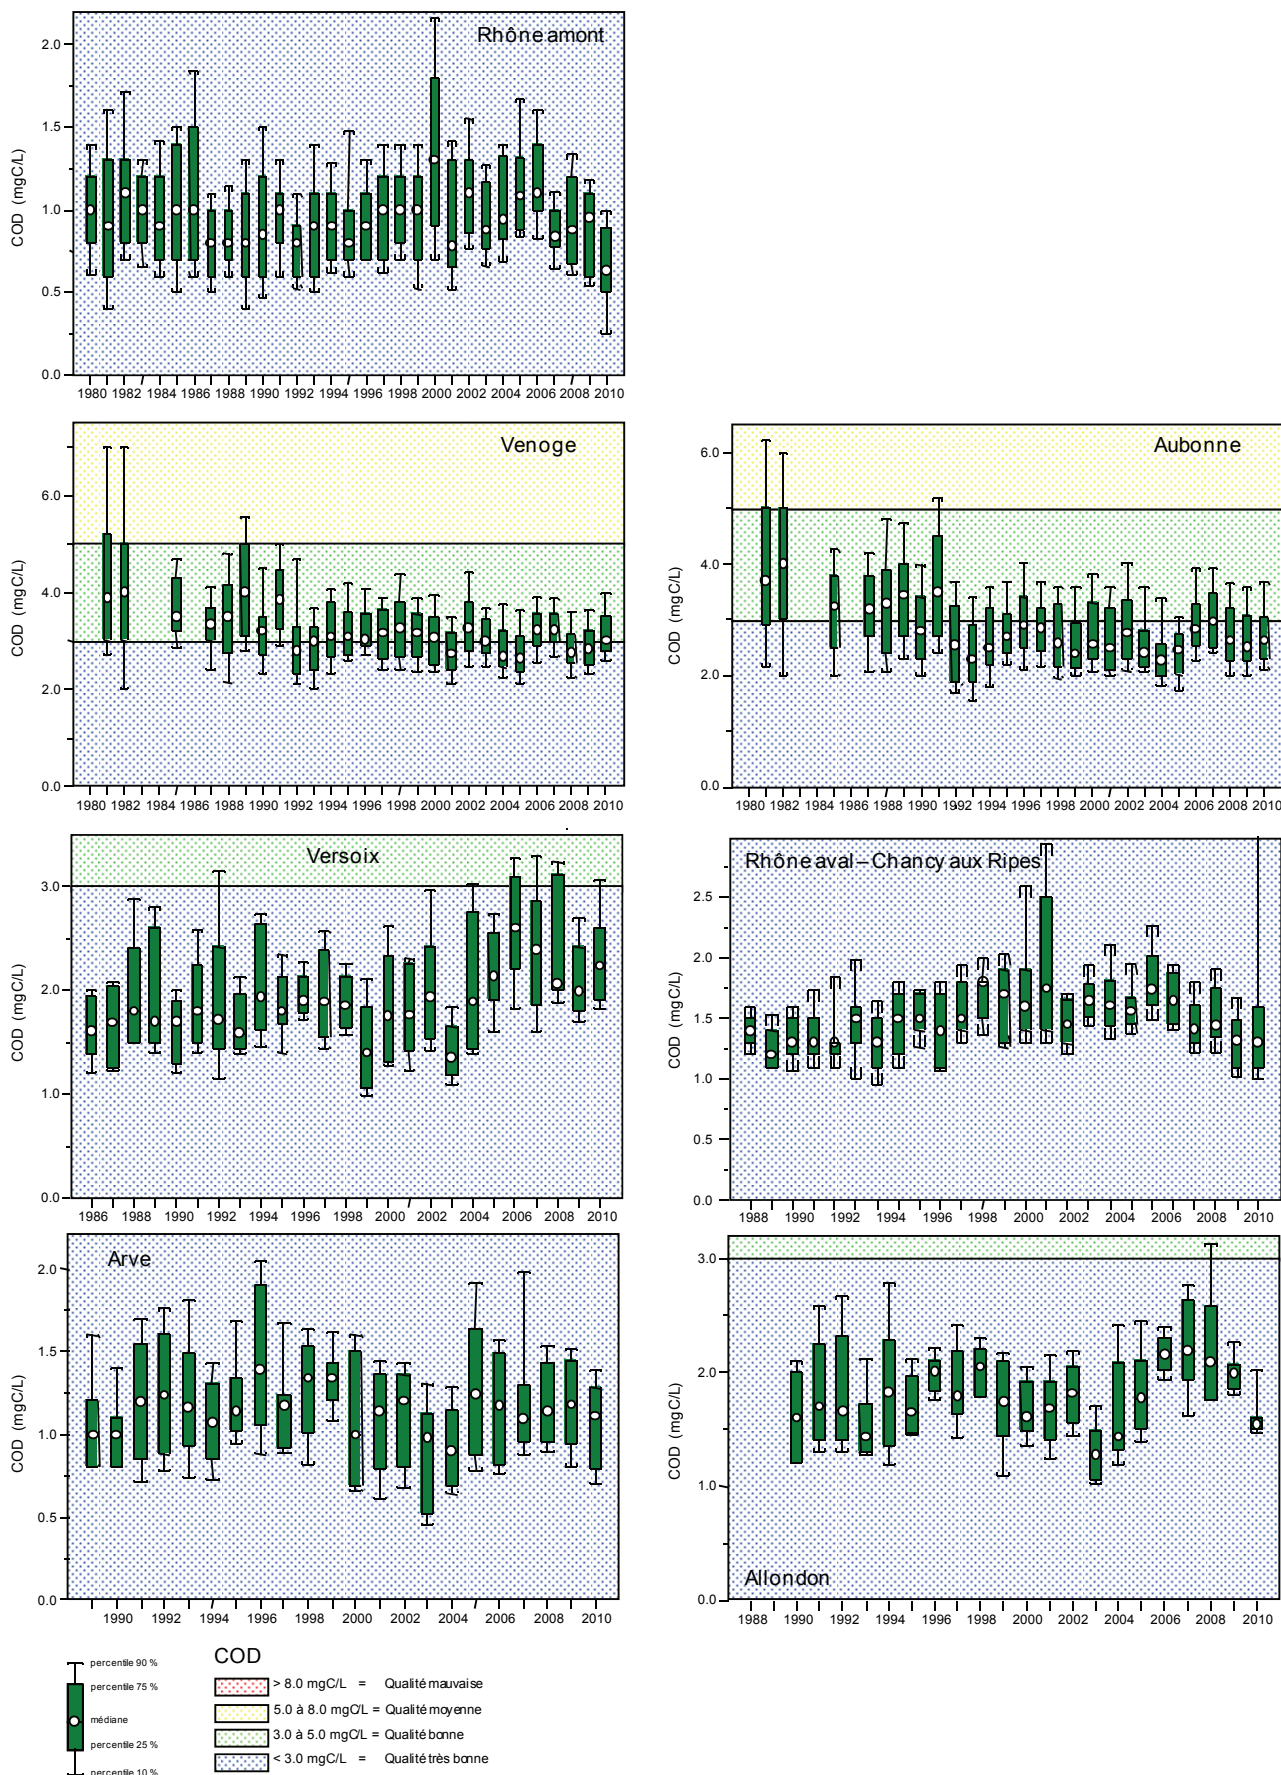 Rhône amont
COD (mgC/L)
2.0
1.5
1.0
0.5
0.0
1980 1982 1984 1986 1988 1990 1992 1994 1996 1998 2000 2002 2004 2006 2008 2010
Venoge
COD (mgC/L)
6.0
4.0
2.0
0.0
1980 1982 1984 1986 1988 1990 1992 1994 1996 1998 2000 2002 2004 2006 2008 2010
Aubonne
COD (mgC/L)
6.0
4.0
2.0
0.0
1980 1982 1984 1986 1988 1990 1992 1994 1996 1998 2000 2002 2004 2006 2008 2010
Versoix
COD (mgC/L)
3.0
2.0
1.0
0.0
1986 1988 1990 1992 1994 1996 1998 2000 2002 2004 2006 2008 2010
Rhône aval – Chancy aux Ripes
COD (mgC/L)
2.5
2.0
1.5
1.0
0.5
0.0
1988 1990 1992 1994 1996 1998 2000 2002 2004 2006 2008 2010
Arve
COD (mgC/L)
2.0
1.5
1.0
0.5
0.0
1990 1992 1994 1996 1998 2000 2002 2004 2006 2008 2010
Allondon
COD (mgC/L)
3.0
2.0
1.0
0.0
1988 1990 1992 1994 1996 1998 2000 2002 2004 2006 2008 2010
percentile 90 %
percentile 75 %
médiane
percentile 25 %
percentile 10 %
COD
> 8.0 mgC/L = Qualité mauvaise
5.0 à 8.0 mgC/L = Qualité moyenne
3.0 à 5.0 mgC/L = Qualité bonne
< 3.0 mgC/L = Qualité très bonne